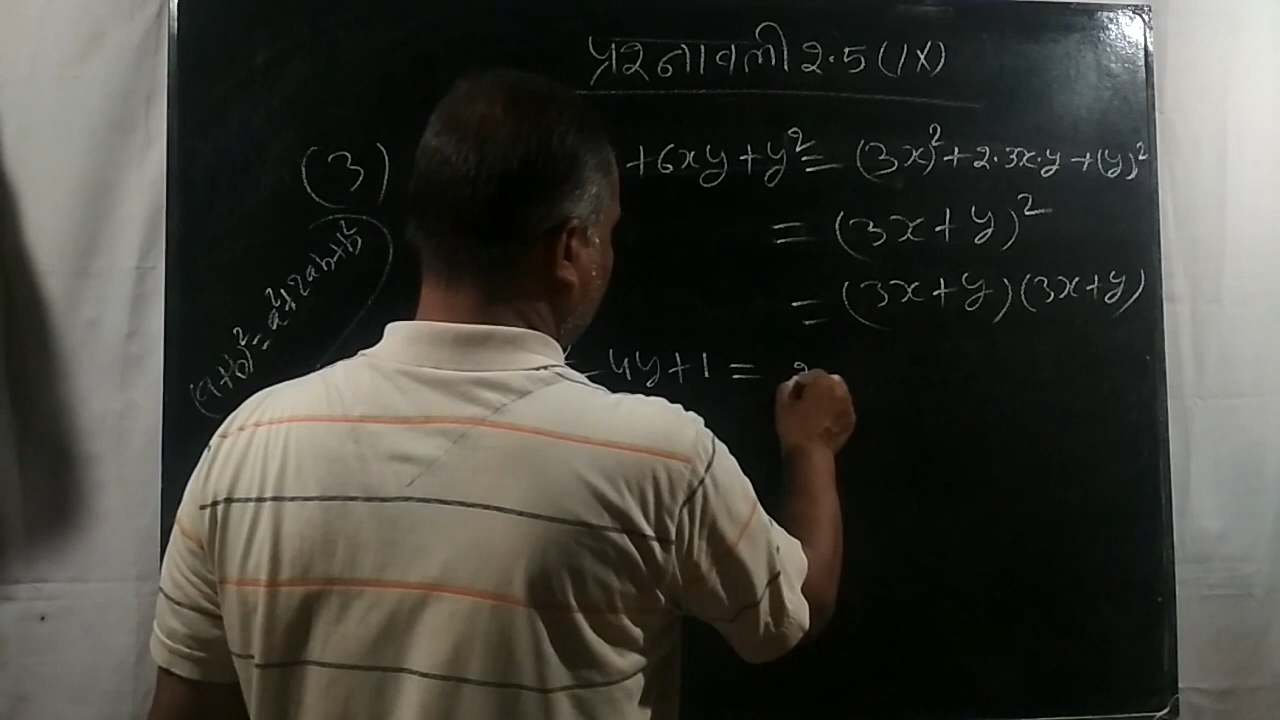 प्रश्नावली 2.5 (IX)
(3) +6xy+y²= (3x)²+2·3x·y+(y)²
= (3x+y)²
= (3x+y)(3x+y)
(a+b)²=a²+2ab+b²
-4y+1 =